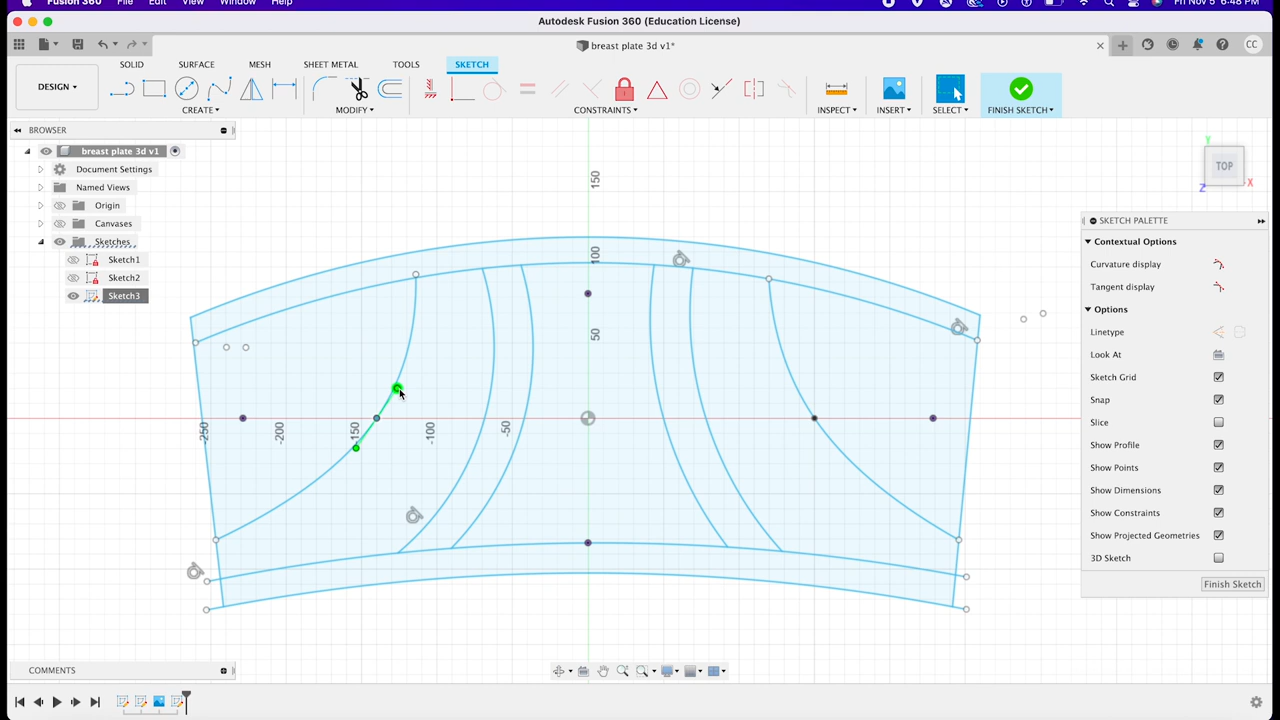 Fusion 360 File Edit View Window Help Fri Nov 5 6:48 PM
Autodesk Fusion 360 (Education License)
breast plate 3d v1* CC
SOLID SURFACE MESH SHEET METAL TOOLS SKETCH
DESIGN
CREATE MODIFY CONSTRAINTS INSPECT INSERT SELECT FINISH SKETCH
BROWSER
breast plate 3d v1
Document Settings
Named Views
Origin
Canvases
Sketches
Sketch1
Sketch2
Sketch3
150
100
50
-250 -200 -150 -100 -50
Y
TOP
X
Z
SKETCH PALETTE
Contextual Options
Curvature display
Tangent display
Options
Linetype
Look At
Sketch Grid
Snap
Slice
Show Profile
Show Points
Show Dimensions
Show Constraints
Show Projected Geometries
3D Sketch
Finish Sketch
COMMENTS